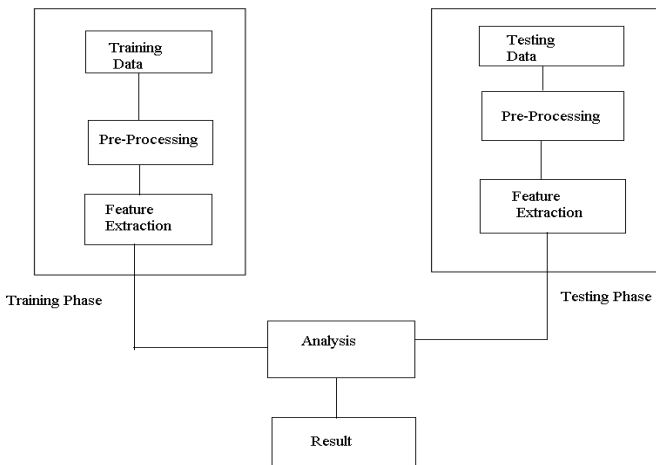 Training
Data
Pre-Processing
Feature
Extraction
Training Phase
Testing
Data
Pre-Processing
Feature
Extraction
Testing Phase
Analysis
Result